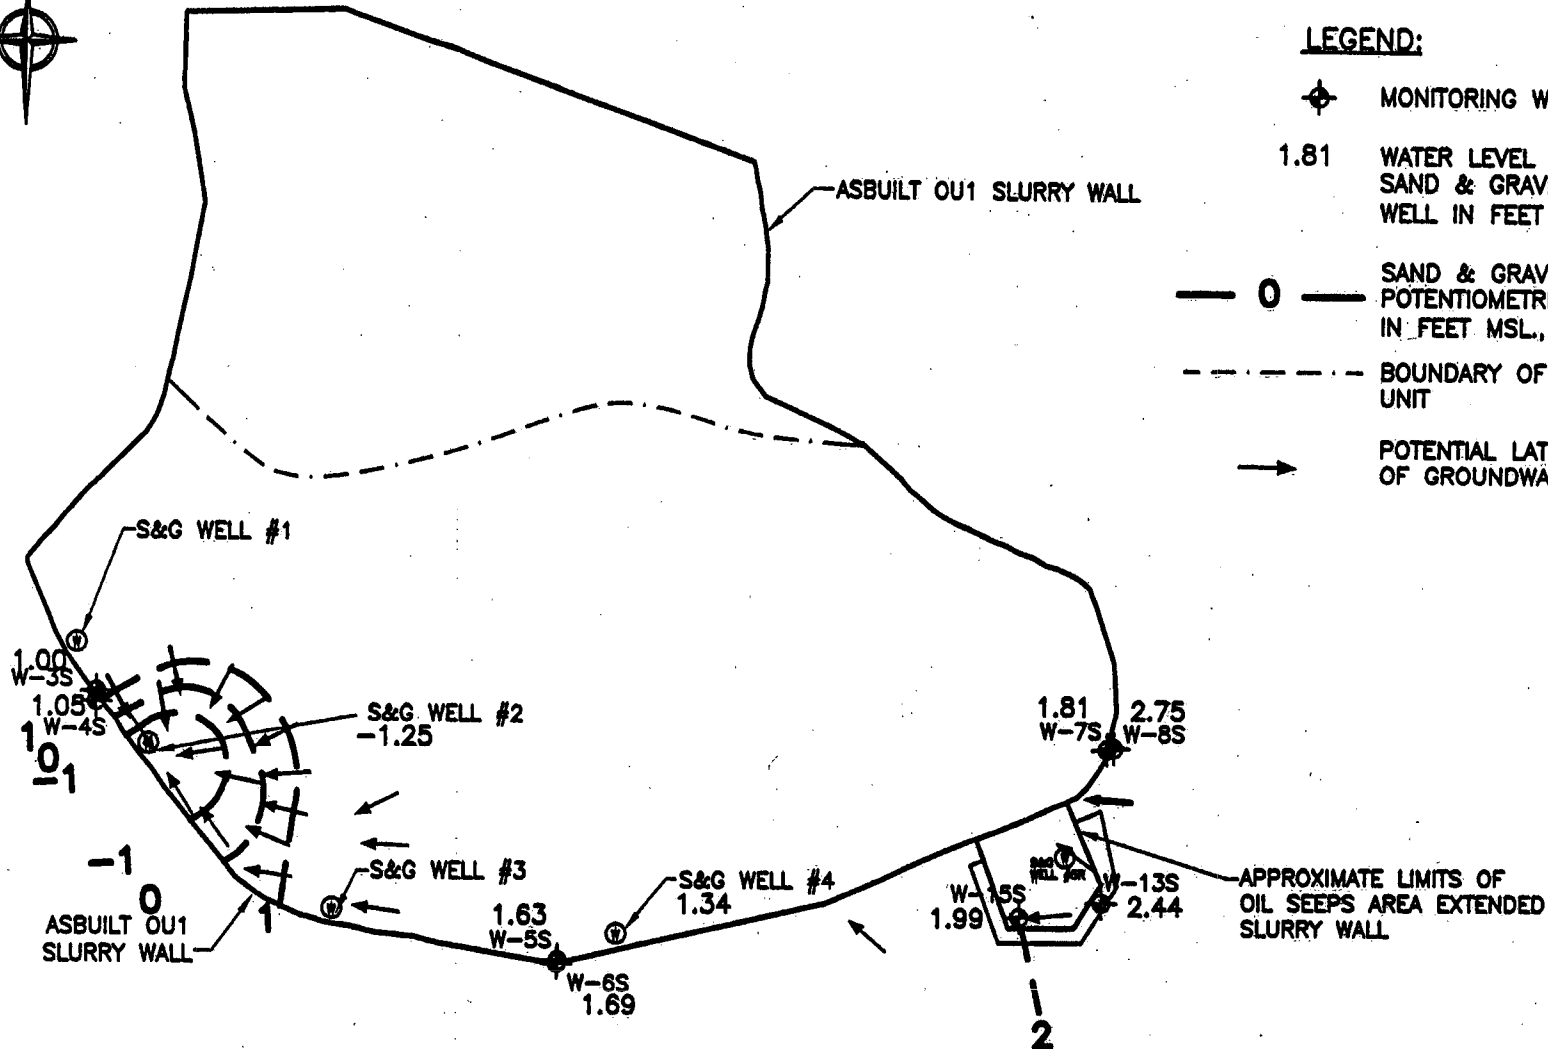 LEGEND:
MONITORING W
1.81 WATER LEVEL
SAND & GRAV
WELL IN FEET
0 SAND & GRAV
POTENTIOMETR
IN FEET MSL.,
BOUNDARY OF
UNIT
POTENTIAL LAT
OF GROUNDWA
ASBUILT OU1 SLURRY WALL
S&G WELL #1
1.00
W-3S
1.05
W-4S
1
0
-1
S&G WELL #2
-1.25
1.81
W-7S
2.75
W-8S
-1
0
1
ASBUILT OU1
SLURRY WALL
S&G WELL #3
1.63
W-5S
S&G WELL #4
1.34
W-6S
1.69
S&G
WELL
W-15S
1.99
W-13S
2.44
2
APPROXIMATE LIMITS OF
OIL SEEPS AREA EXTENDED
SLURRY WALL
W
W
W
W
W